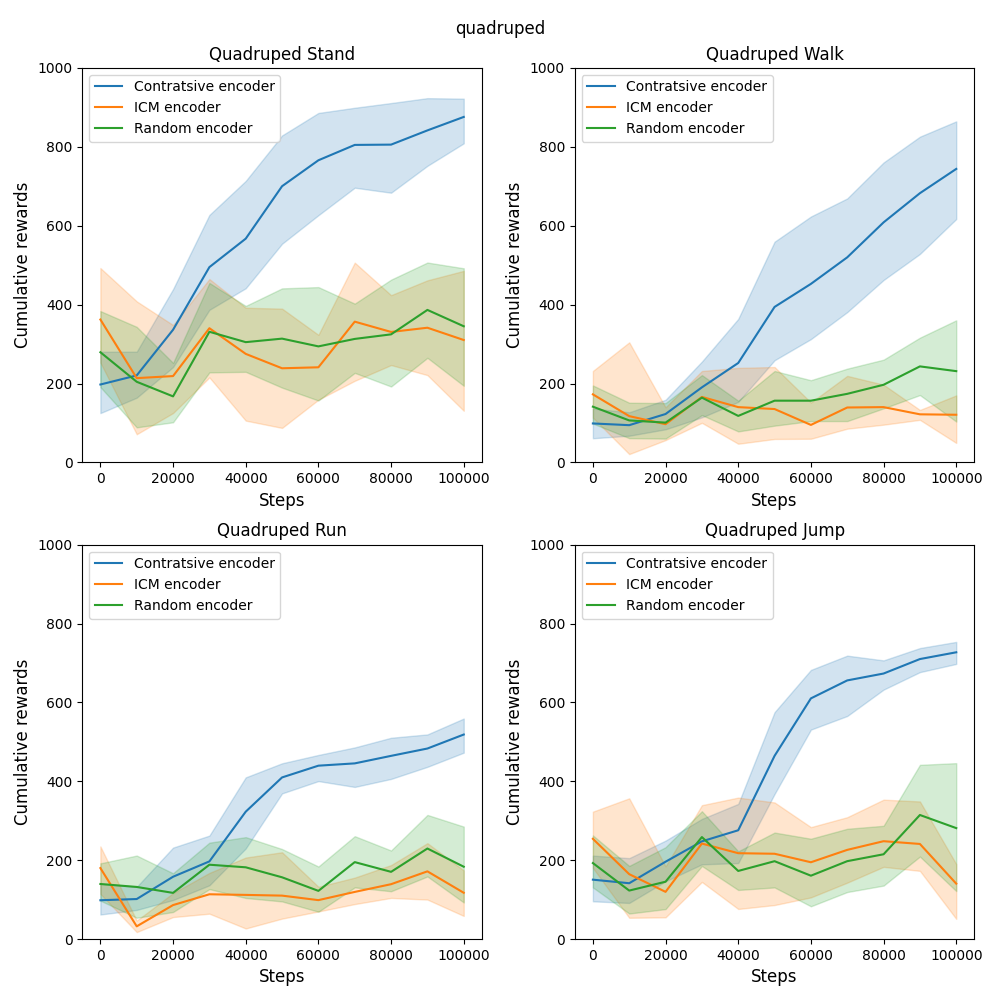 quadruped
Quadruped Stand
1000
800
600
400
200
0
Cumulative rewards
Contratsive encoder
ICM encoder
Random encoder
0 20000 40000 60000 80000 100000
Steps
Quadruped Walk
1000
800
600
400
200
0
Cumulative rewards
Contratsive encoder
ICM encoder
Random encoder
0 20000 40000 60000 80000 100000
Steps
Quadruped Run
1000
800
600
400
200
0
Cumulative rewards
Contratsive encoder
ICM encoder
Random encoder
0 20000 40000 60000 80000 100000
Steps
Quadruped Jump
1000
800
600
400
200
0
Cumulative rewards
Contratsive encoder
ICM encoder
Random encoder
0 20000 40000 60000 80000 100000
Steps